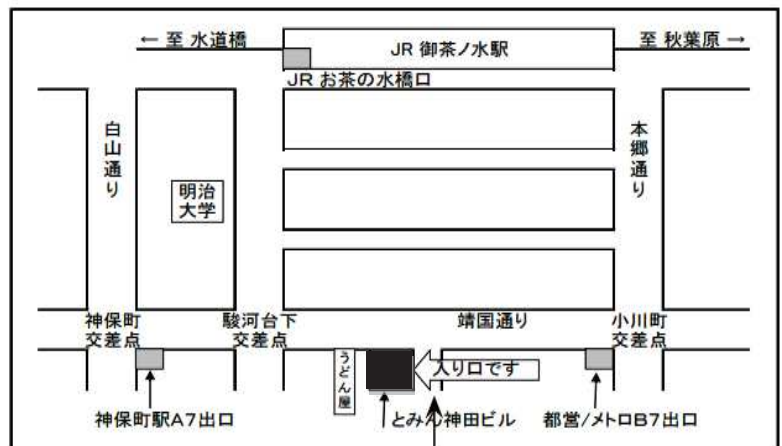 ← 至 水道橋
JR 御茶ノ水駅
至 秋葉原 →
JR お茶の水橋口
白山通り
本郷通り
明治
大学
神保町
交差点
駿河台下
交差点
靖国通り
小川町
交差点
うどん屋
入り口です
神保町駅A7出口
とみん神田ビル
都営/メトロB7出口